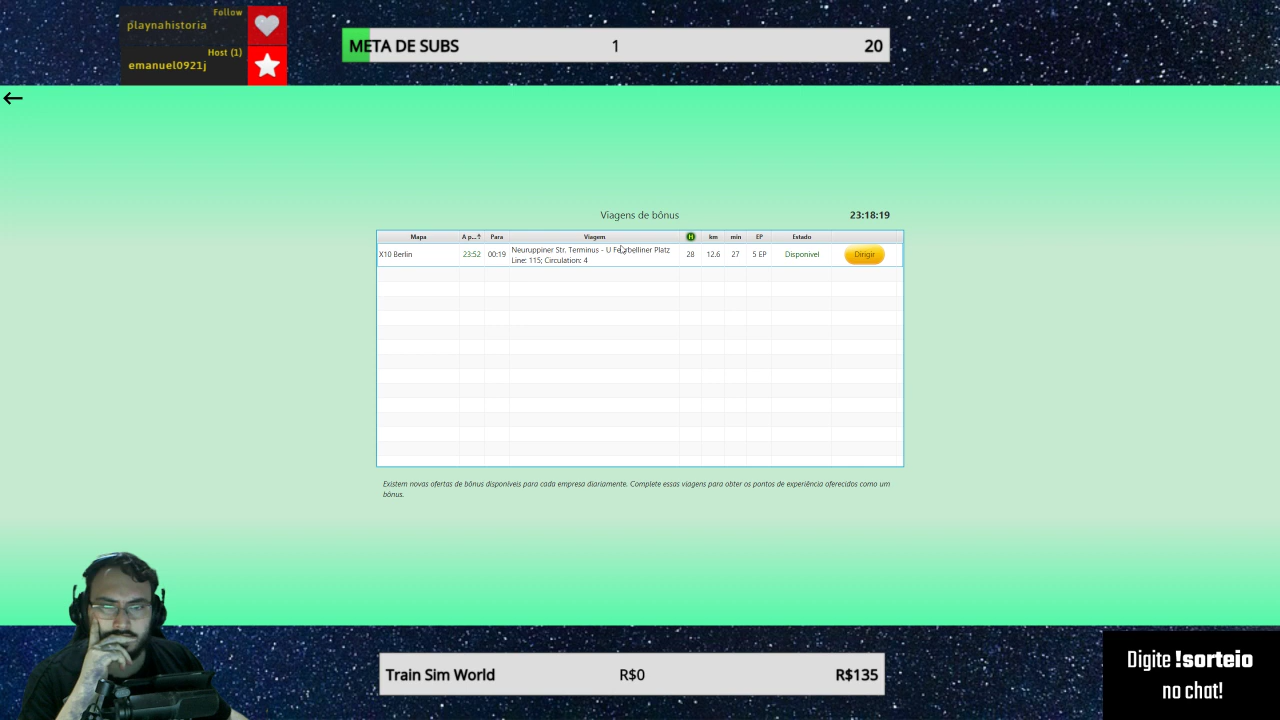 Follow
playnahistoria
Host (1)
emanuel0921j
META DE SUBS 1 20
Viagens de bônus 23:18:19
Mapa A p... Para Viagem H km min EP Estado
X10 Berlin 23:52 00:19 Neuruppiner Str. Terminus - U Fehrbelliner Platz 28 12.6 27 5 EP Disponível Dirigir
Line: 115; Circulation: 4
Existem novas ofertas de bônus disponíveis para cada empresa diariamente. Complete essas viagens para obter os pontos de experiência oferecidos como um
bônus.
Train Sim World R$0 R$135
Digite !sorteio
no chat!